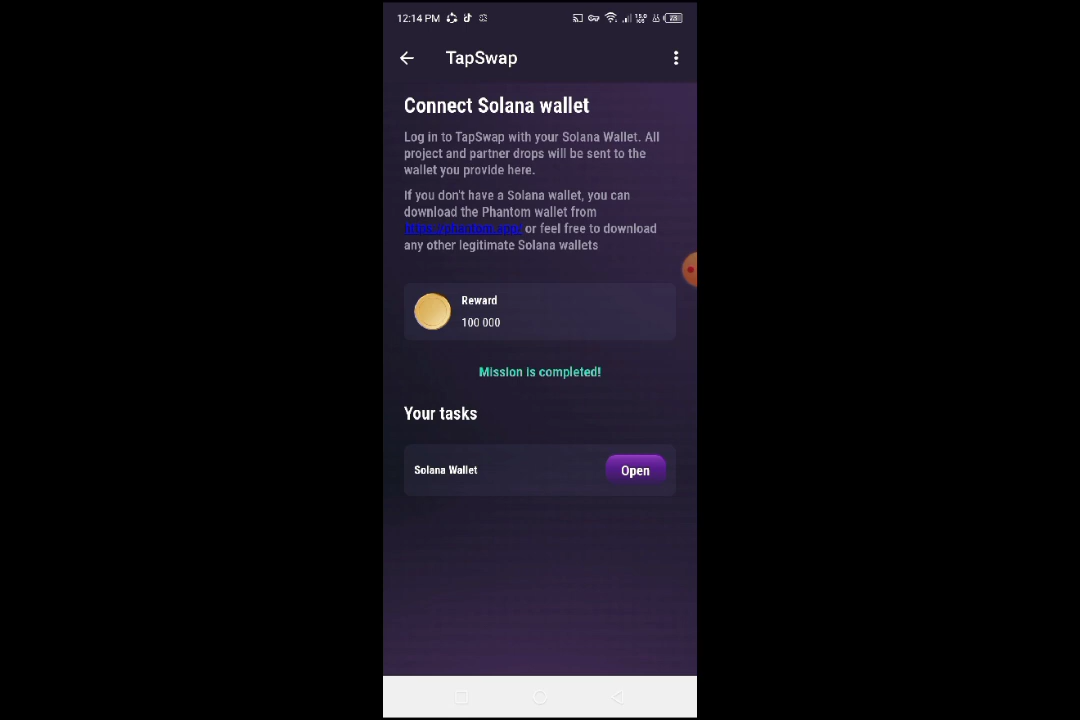 12:14 PM
TapSwap
Connect Solana wallet
Log in to TapSwap with your Solana Wallet. All
project and partner drops will be sent to the
wallet you provide here.
If you don't have a Solana wallet, you can
download the Phantom wallet from
https://phantom.app/ or feel free to download
any other legitimate Solana wallets
Reward
100 000
Mission is completed!
Your tasks
Solana Wallet
Open